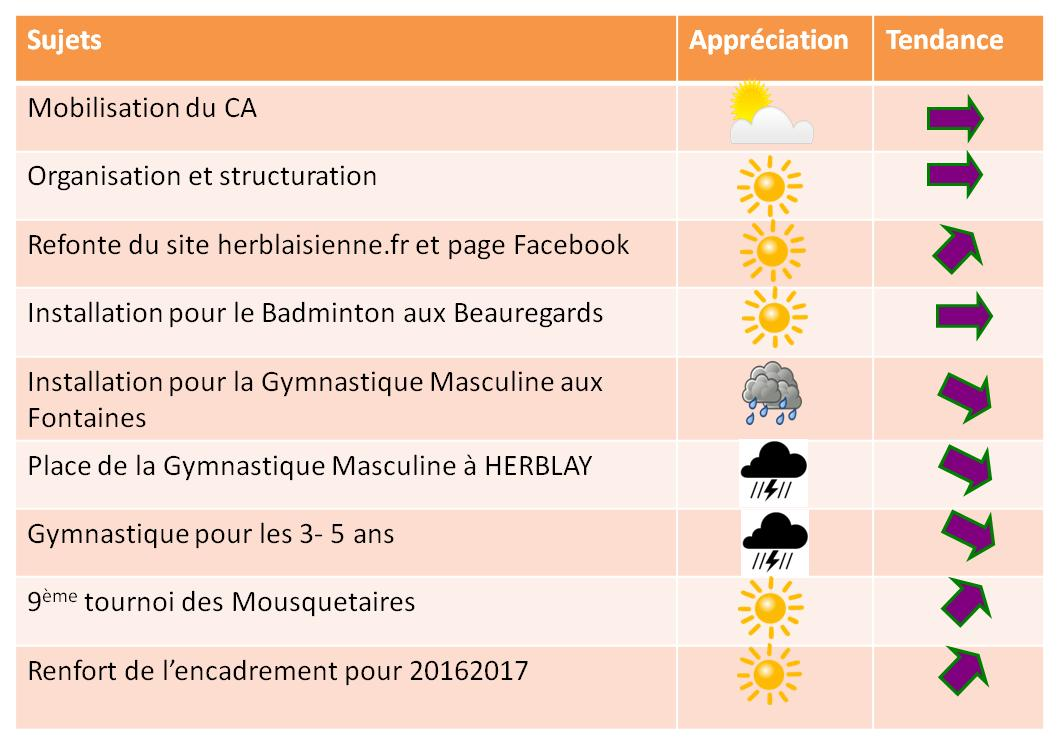 Sujets Appréciation Tendance
Mobilisation du CA
Organisation et structuration
Refonte du site herblaisienne.fr et page Facebook
Installation pour le Badminton aux Beauregards
Installation pour la Gymnastique Masculine aux
Fontaines
Place de la Gymnastique Masculine à HERBLAY
Gymnastique pour les 3- 5 ans
9ème tournoi des Mousquetaires
Renfort de l’encadrement pour 20162017